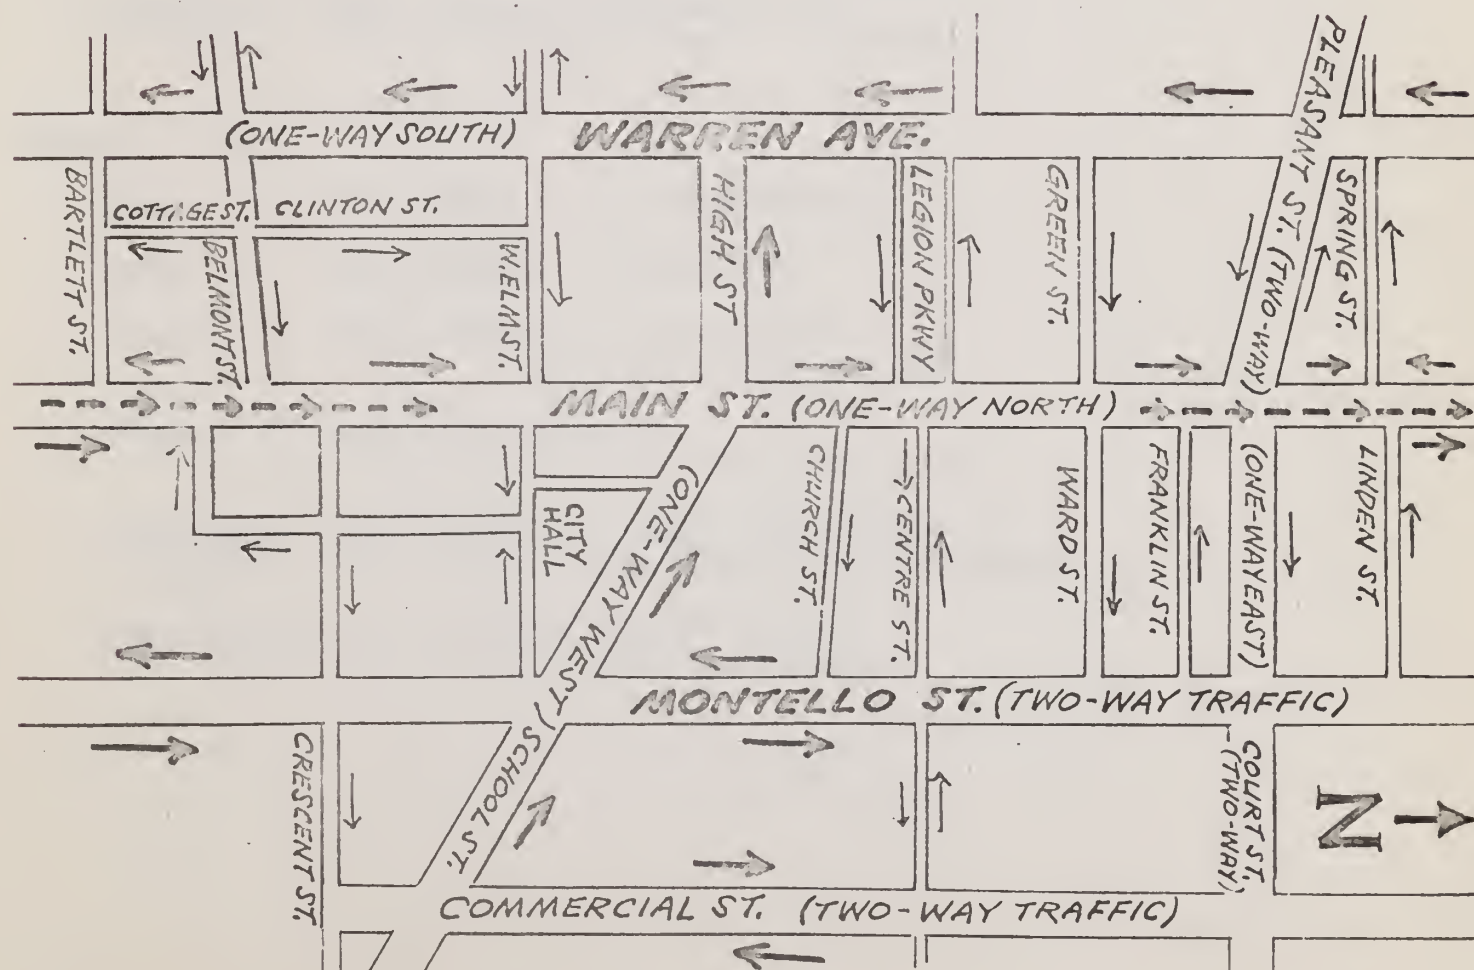 PLEASANT ST. (TWO-WAY)
(ONE-WAY SOUTH) WARREN AVE.
BARTLETT ST.
COTTAGE ST.
CLINTON ST.
BELMONT ST.
W. ELM ST.
HIGH ST
LEGION PKWY
GREEN ST.
SPRING ST.
MAIN ST. (ONE-WAY NORTH)
CITY
HALL
(ONE-WAY WEST) SCHOOL ST.
CHURCH ST.
CENTRE ST.
WARD ST.
FRANKLIN ST.
(ONE-WAY EAST)
LINDEN ST.
MONTELLO ST. (TWO-WAY TRAFFIC)
CRESCENT ST.
COURT ST.
(TWO-WAY)
N
COMMERCIAL ST. (TWO-WAY TRAFFIC)